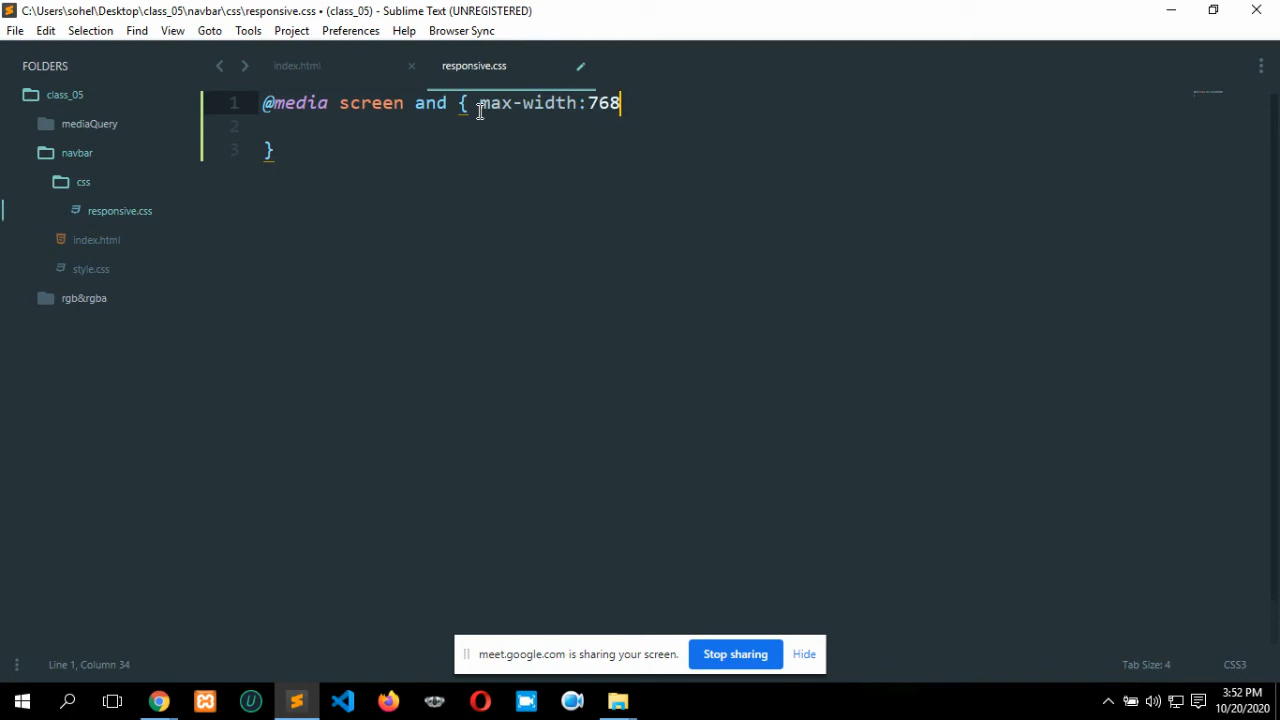 C:\Users\sohel\Desktop\class_05\navbar\css\responsive.css • (class_05) - Sublime Text (UNREGISTERED)
File Edit Selection Find View Goto Tools Project Preferences Help Browser Sync
FOLDERS
class_05
mediaQuery
navbar
css
responsive.css
index.html
style.css
rgb&rgba
index.html × responsive.css
1 @media screen and { max-width:768
2
3 }
meet.google.com is sharing your screen. Stop sharing Hide
Line 1, Column 34 Tab Size: 4 CSS3
3:52 PM
10/20/2020